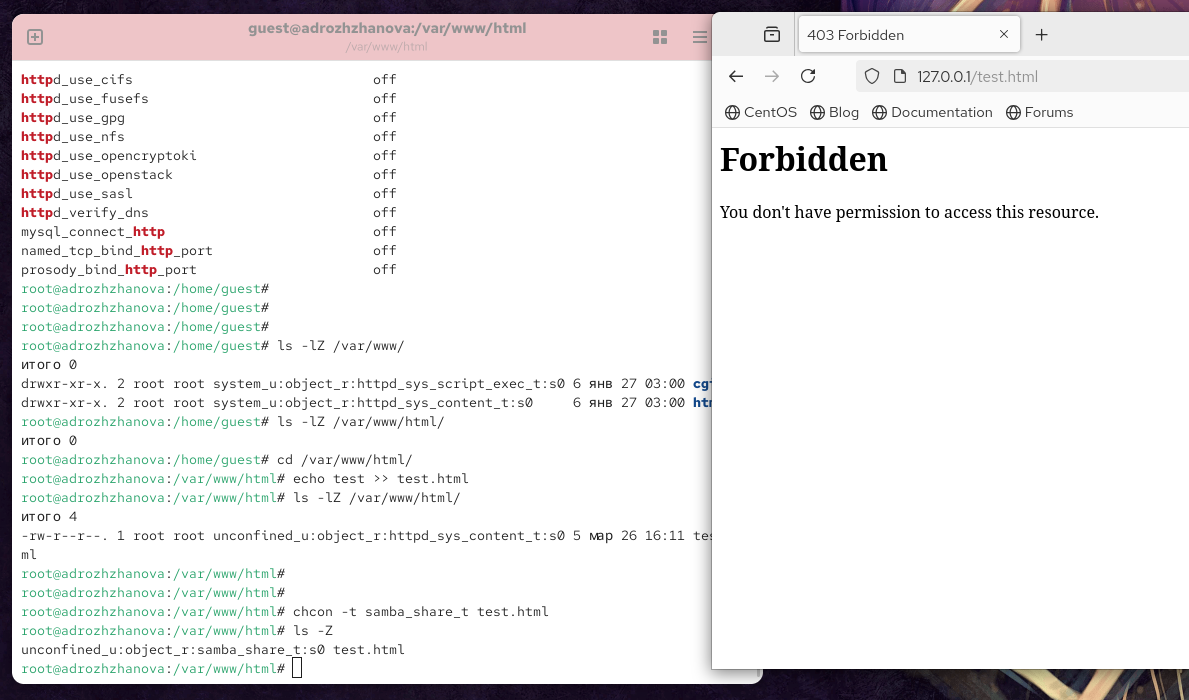 guest@adrozhzhanova:/var/www/html
/var/www/html
httpd_use_cifs off
httpd_use_fusefs off
httpd_use_gpg off
httpd_use_nfs off
httpd_use_opencryptoki off
httpd_use_openstack off
httpd_use_sasl off
httpd_verify_dns off
mysql_connect_http off
named_tcp_bind_http_port off
prosody_bind_http_port off
root@adrozhzhanova:/home/guest#
root@adrozhzhanova:/home/guest#
root@adrozhzhanova:/home/guest#
root@adrozhzhanova:/home/guest# ls -lZ /var/www/
итого 0
drwxr-xr-x. 2 root root system_u:object_r:httpd_sys_script_exec_t:s0 6 янв 27 03:00
drwxr-xr-x. 2 root root system_u:object_r:httpd_sys_content_t:s0 6 янв 27 03:00
root@adrozhzhanova:/home/guest# ls -lZ /var/www/html/
итого 0
root@adrozhzhanova:/home/guest# cd /var/www/html/
root@adrozhzhanova:/var/www/html# echo test >> test.html
root@adrozhzhanova:/var/www/html# ls -lZ /var/www/html/
итого 4
-rw-r--r--. 1 root root unconfined_u:object_r:httpd_sys_content_t:s0 5 мар 26 16:11 tes
ml
root@adrozhzhanova:/var/www/html#
root@adrozhzhanova:/var/www/html#
root@adrozhzhanova:/var/www/html# chcon -t samba_share_t test.html
root@adrozhzhanova:/var/www/html# ls -Z
unconfined_u:object_r:samba_share_t:s0 test.html
root@adrozhzhanova:/var/www/html#
403 Forbidden
127.0.0.1/test.html
CentOS Blog Documentation Forums
Forbidden
You don't have permission to access this resource.